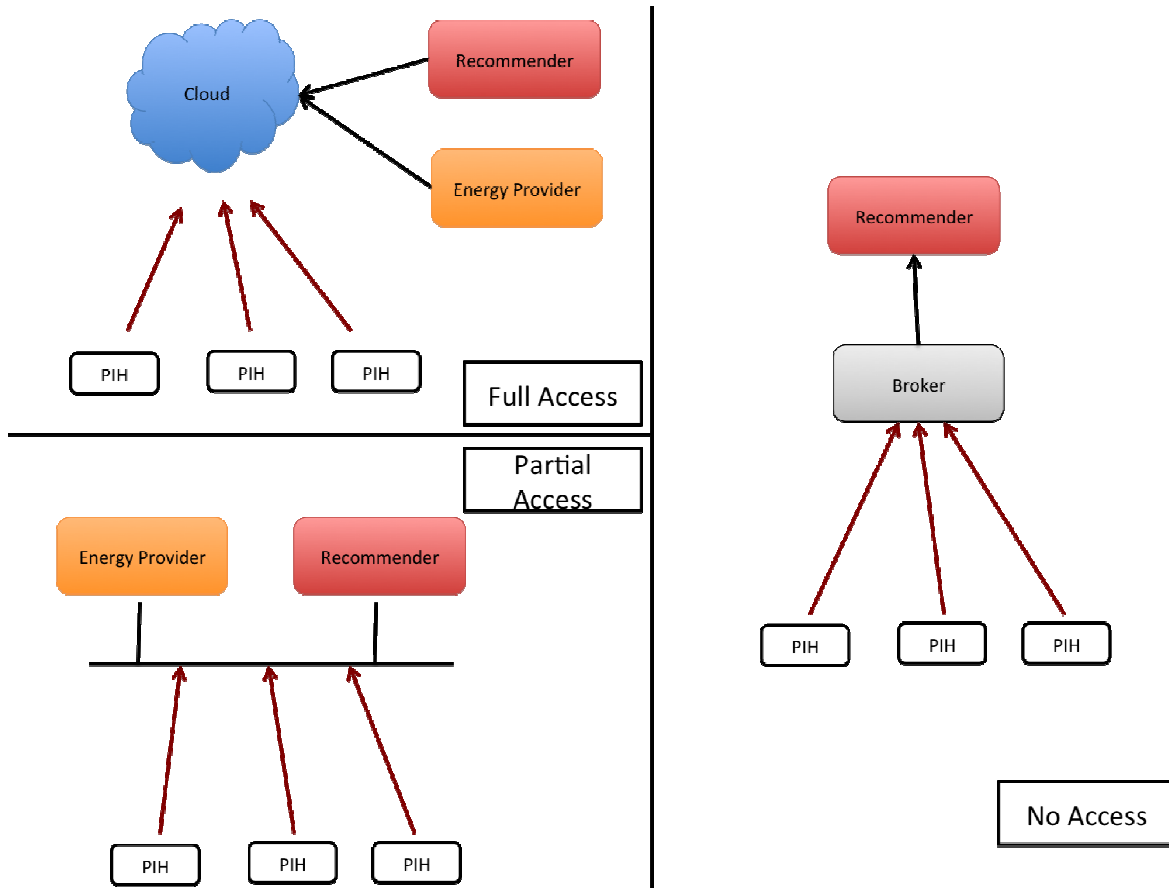 Cloud
Recommender
Energy Provider
PIH
PIH
PIH
Full Access
Partial
Access
Energy Provider
Recommender
PIH
PIH
PIH
Recommender
Broker
PIH
PIH
PIH
No Access